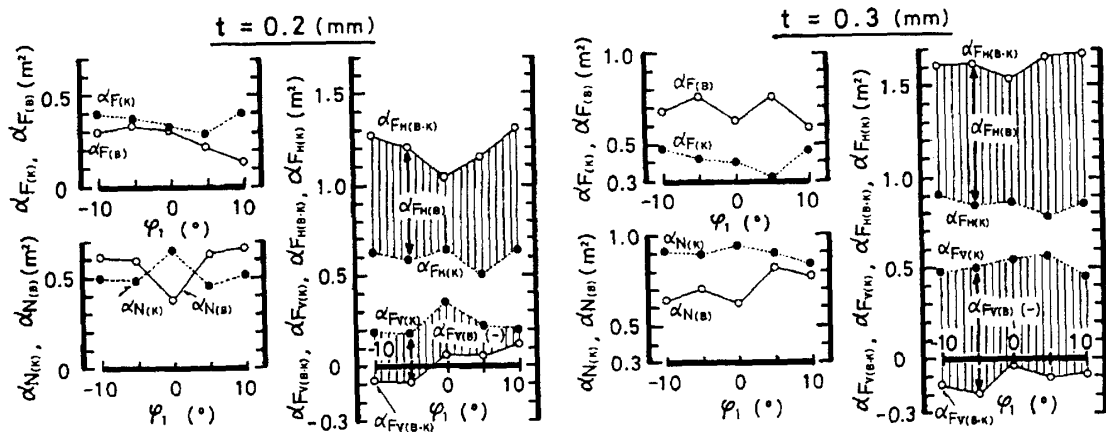 t = 0.2 (mm)
αF(K), αF(B) (m²)
0.5
0
αF(K)
αF(B)
-10 0 10
φ₁ (°)
αN(K), αN(B) (m²)
0.5
0
αN(K)
αN(B)
-10 0 10
φ₁ (°)
αFV(B·K), αFV(K), αFH(B·K), αFH(K) (m²)
1.5
1.0
0.5
0
-0.3
αFH(B·K)
αFH(B)
αFH(K)
αFV(K)
αFV(B) (-)
-10 0 10
φ₁ (°)
αFV(B·K)
t = 0.3 (mm)
αF(K), αF(B) (m²)
1.0
0.5
0.3
αF(B)
αF(K)
-10 0 10
φ₁ (°)
αN(K), αN(B) (m²)
1.0
0.5
0.3
αN(K)
αN(B)
-10 0 10
φ₁ (°)
αFV(B·K), αFV(K), αFH(B·K), αFH(K) (m²)
1.5
1.0
0.5
0
-0.3
αFH(B·K)
αFH(B)
αFH(K)
αFV(K)
αFV(B) (-)
-10 0 10
αFV(B·K)
φ₁ (°)